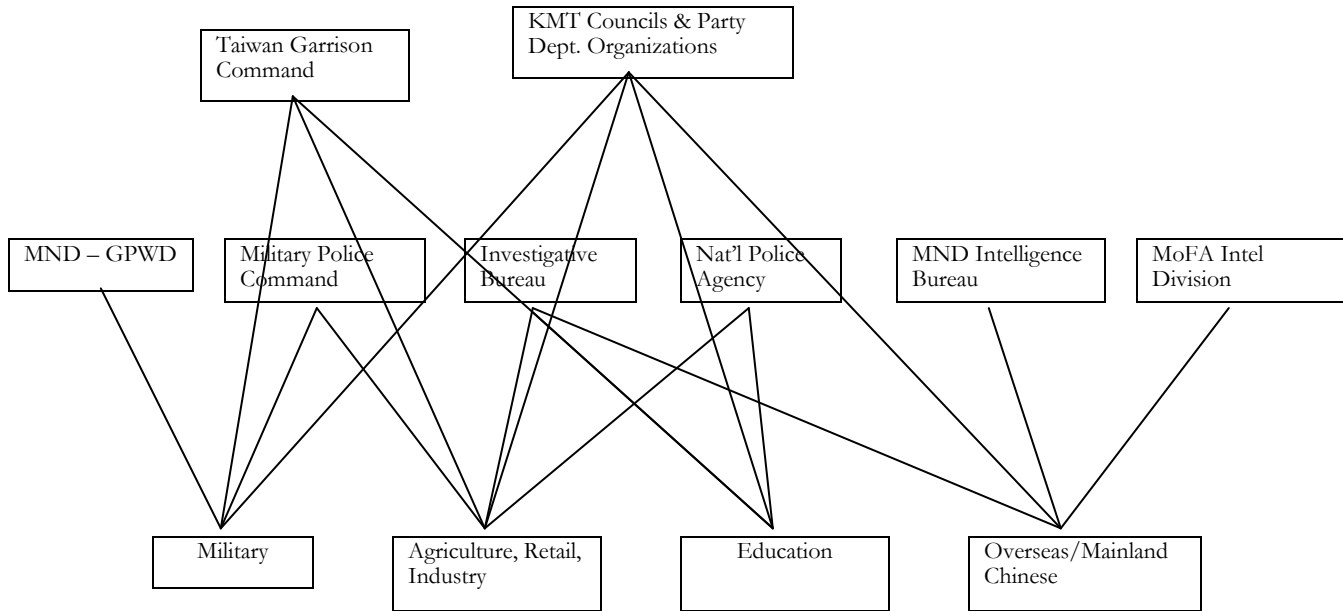 KMT Councils & Party
Dept. Organizations
Taiwan Garrison
Command
MND – GPWD
Military Police
Command
Investigative
Bureau
Nat'l Police
Agency
MND Intelligence
Bureau
MoFA Intel
Division
Military
Agriculture, Retail,
Industry
Education
Overseas/Mainland
Chinese